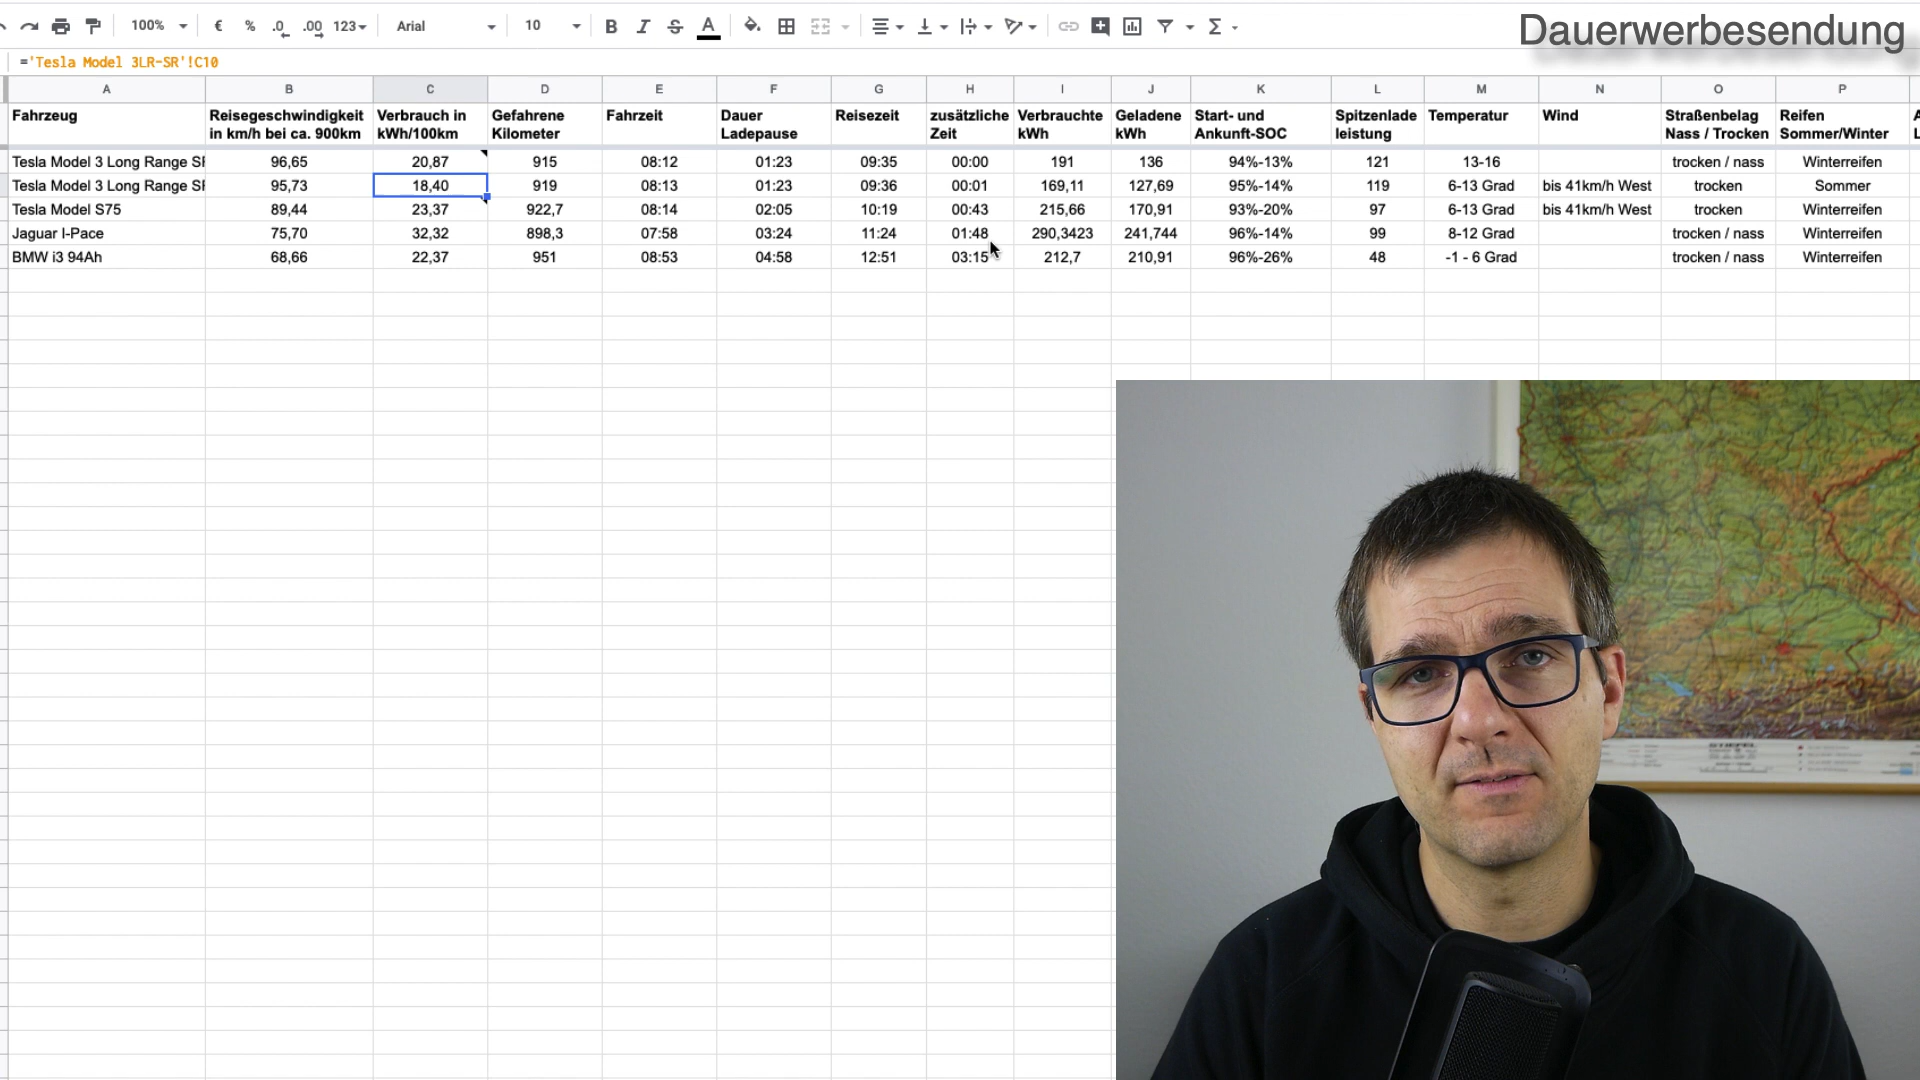 Dauerwerbesendung
100% € % .0 .00 123 Arial 10 B I S A Σ
='Tesla Model 3LR-SR'!C10
A B C D E F G H I J K L M N O P
Fahrzeug Reisegeschwindigkeit in km/h bei ca. 900km Verbrauch in kWh/100km Gefahrene Kilometer Fahrzeit Dauer Ladepause Reisezeit zusätzliche Zeit Verbrauchte kWh Geladene kWh Start- und Ankunft-SOC Spitzenlade leistung Temperatur Wind Straßenbelag Nass / Trocken Reifen Sommer/Winter
Tesla Model 3 Long Range SF 96,65 20,87 915 08:12 01:23 09:35 00:00 191 136 94%-13% 121 13-16 trocken / nass Winterreifen
Tesla Model 3 Long Range SF 95,73 18,40 919 08:13 01:23 09:36 00:01 169,11 127,69 95%-14% 119 6-13 Grad bis 41km/h West trocken Sommer
Tesla Model S75 89,44 23,37 922,7 08:14 02:05 10:19 00:43 215,66 170,91 93%-20% 97 6-13 Grad bis 41km/h West trocken Winterreifen
Jaguar I-Pace 75,70 32,32 898,3 07:58 03:24 11:24 01:48 290,3423 241,744 96%-14% 99 8-12 Grad trocken / nass Winterreifen
BMW i3 94Ah 68,66 22,37 951 08:53 04:58 12:51 03:15 212,7 210,91 96%-26% 48 -1 - 6 Grad trocken / nass Winterreifen
STIEFEL